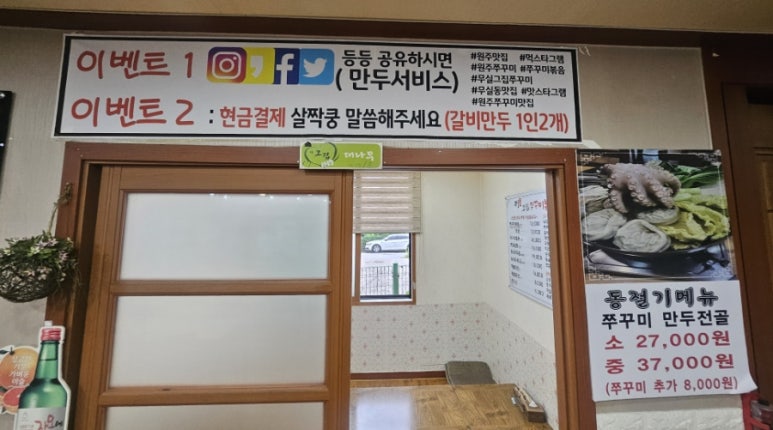 이벤트 1 등등 공유하시면
(만두서비스)
#원주맛집 #먹스타그램
#원주쭈꾸미 #쭈꾸미볶음
#무실그집쭈꾸미
#무실동맛집 #맛스타그램
#원주쭈꾸미맛집
이벤트 2 : 현금결제 살짝쿵 말씀해주세요 (갈비만두 1인2개)
대나무
동절기메뉴
쭈꾸미 만두전골
소 27,000원
중 37,000원
(쭈꾸미 추가 8,000원)